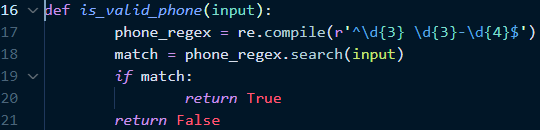 16 def is_valid_phone(input):
17 phone_regex = re.compile(r'^\d{3} \d{3}-\d{4}$')
18 match = phone_regex.search(input)
19 if match:
20 return True
21 return False